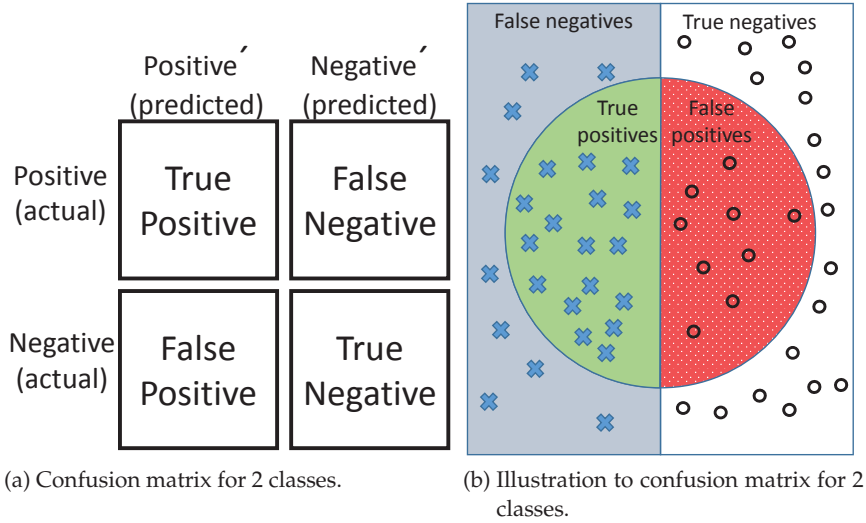 Positive´
(predicted)
Negative´
(predicted)
Positive
(actual)
True
Positive
False
Negative
Negative
(actual)
False
Positive
True
Negative
(a) Confusion matrix for 2 classes.
False negatives
True negatives
True
positives
False
positives
(b) Illustration to confusion matrix for 2
classes.